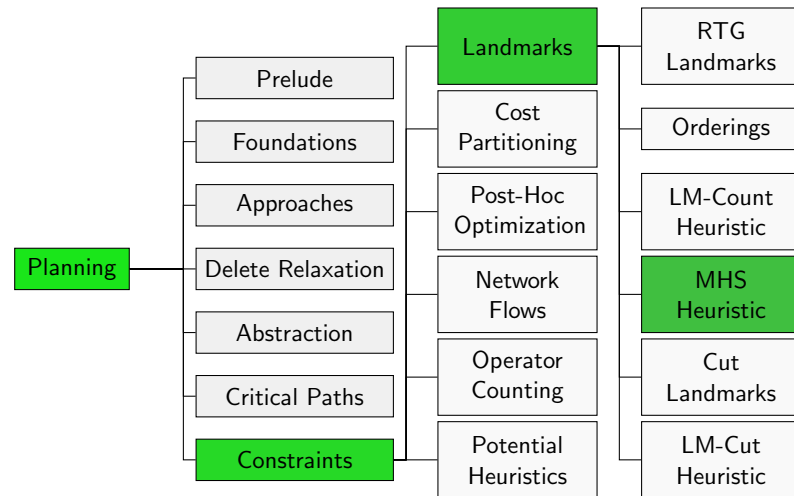 Planning
Prelude
Foundations
Approaches
Delete Relaxation
Abstraction
Critical Paths
Constraints
Landmarks
Cost
Partitioning
Post-Hoc
Optimization
Network
Flows
Operator
Counting
Potential
Heuristics
RTG
Landmarks
Orderings
LM-Count
Heuristic
MHS
Heuristic
Cut
Landmarks
LM-Cut
Heuristic